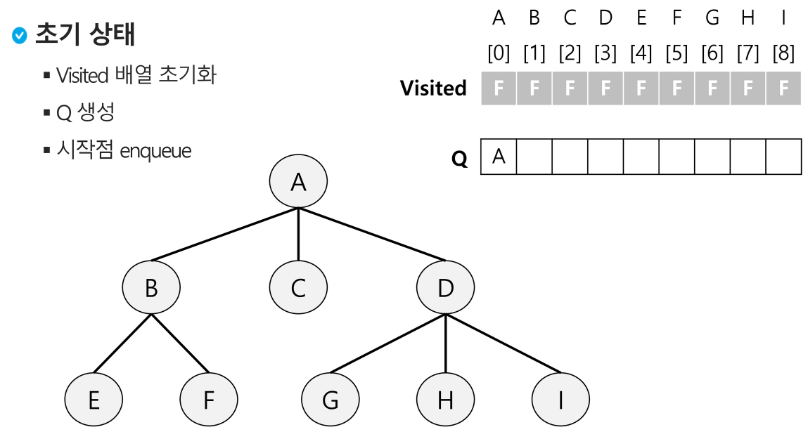 초기 상태
▪ Visited 배열 초기화
▪ Q 생성
▪ 시작점 enqueue
A B C D E F G H I
[0] [1] [2] [3] [4] [5] [6] [7] [8]
Visited F F F F F F F F F
Q A
A
B C D
E F G H I